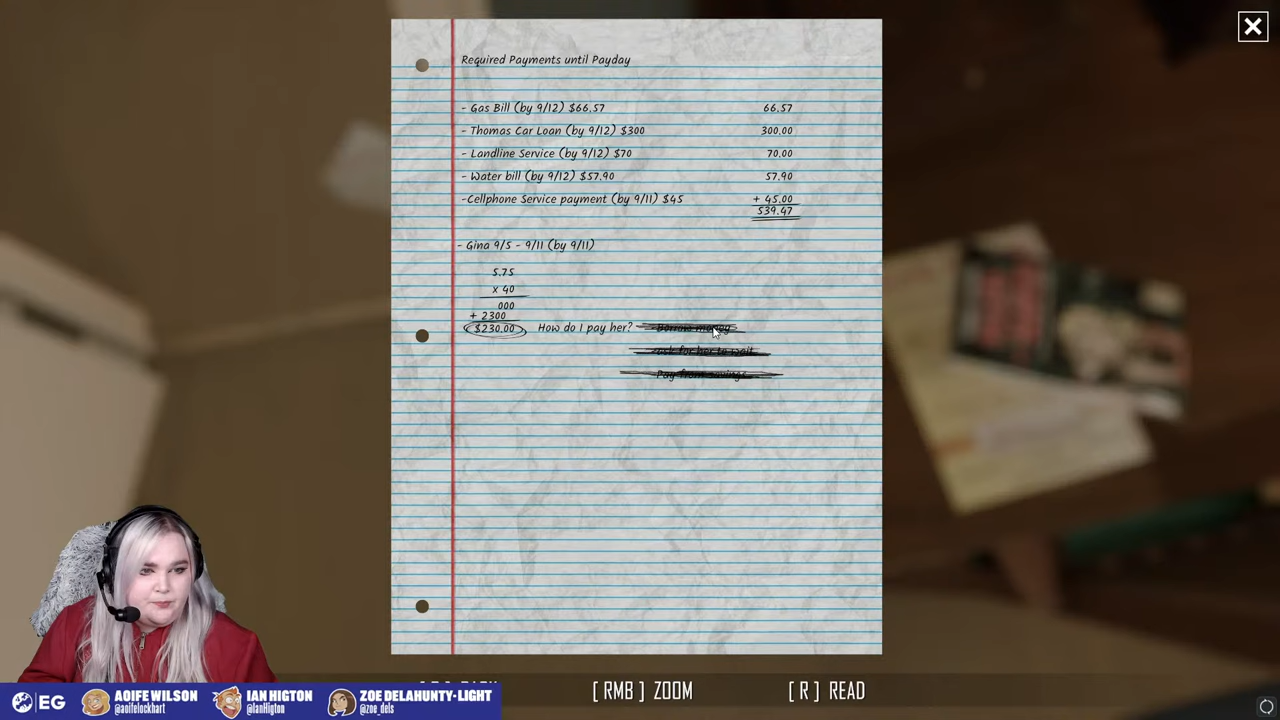 Required Payments until Payday
- Gas Bill (by 9/12) $66.57 66.57
- Thomas Car Loan (by 9/12) $300 300.00
- Landline Service (by 9/12) $70 70.00
- Water bill (by 9/12) $57.90 57.90
-Cellphone Service payment (by 9/11) $45 + 45.00
539.47
- Gina 9/5 - 9/11 (by 9/11)
5.75
x 40
000
+ 2300
$230.00 How do I pay her? Borrow money
ask for her to wait
Pay from savings
[ RMB ] ZOOM [ R ] READ
EG AOIFE WILSON @aoifelockhart IAN HIGTON @IanHigton ZOE DELAHUNTY-LIGHT @zoe_dels